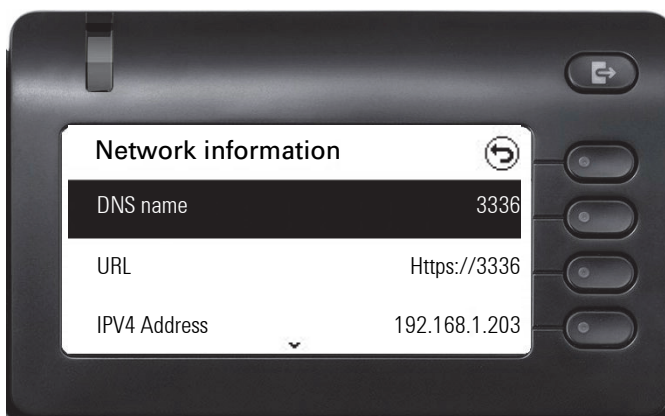 Network information
DNS name 3336
URL Https://3336
IPV4 Address 192.168.1.203